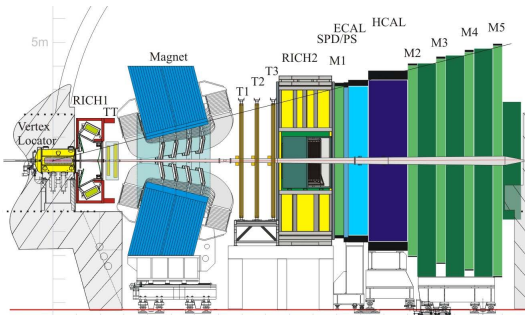 5m
Vertex
Locator
RICH1
TT
Magnet
T1
T2
T3
RICH2
SPD/PS
M1
ECAL
HCAL
M2
M3
M4
M5